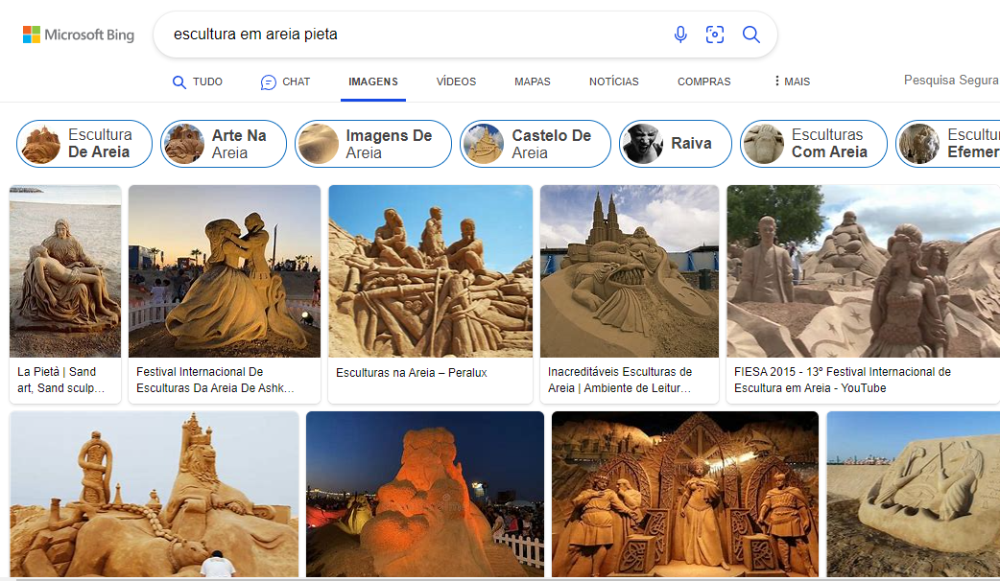 Microsoft Bing
escultura em areia pieta
TUDO
CHAT
IMAGENS
VÍDEOS
MAPAS
NOTÍCIAS
COMPRAS
MAIS
Pesquisa Segura
Escultura
De Areia
Arte Na
Areia
Imagens De
Areia
Castelo De
Areia
Raiva
Esculturas
Com Areia
Escultur
Efemer
La Pietà | Sand
art, Sand sculp...
Festival Internacional De
Esculturas Da Areia De Ashk...
Esculturas na Areia – Peralux
Inacreditáveis Esculturas de
Areia | Ambiente de Leitur...
FIESA 2015 - 13º Festival Internacional de
Escultura em Areia - YouTube